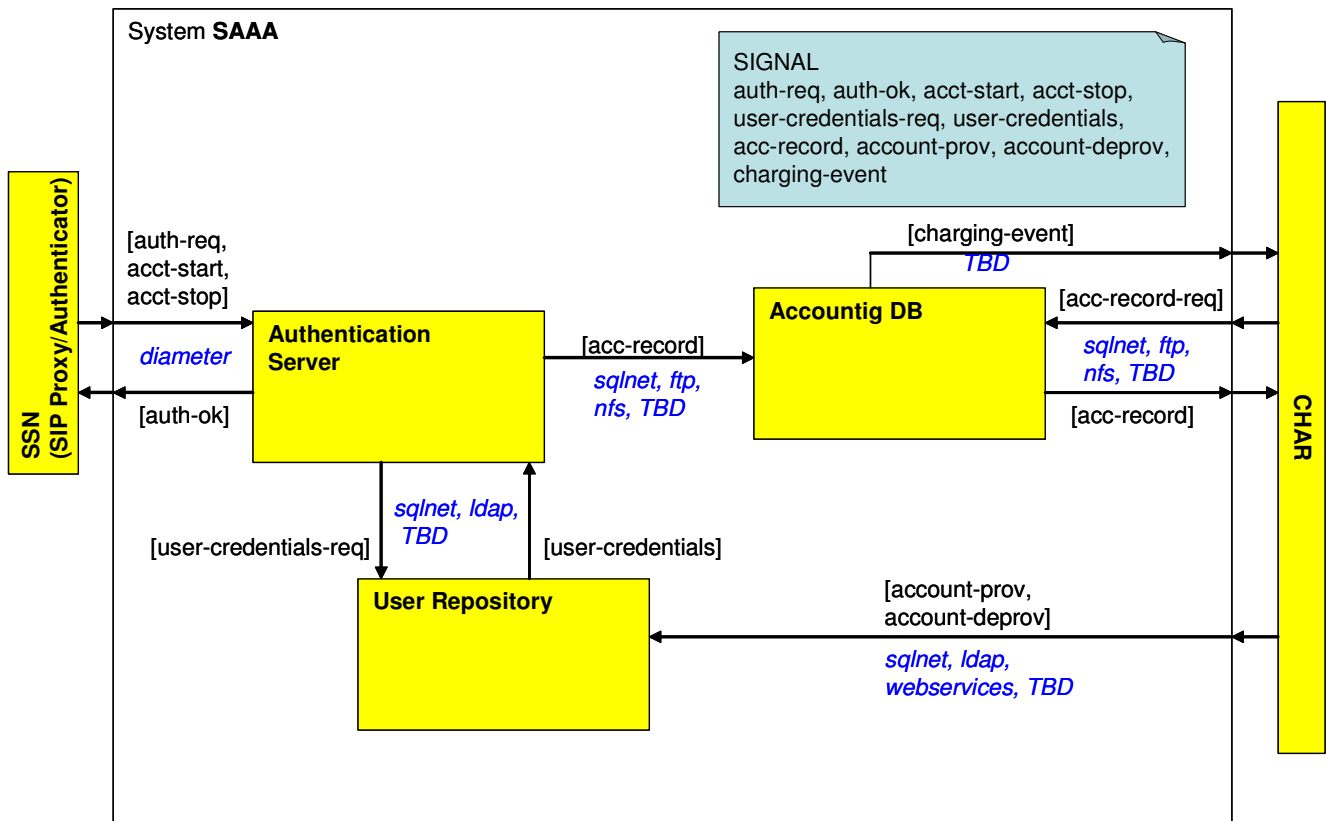 System SAAA
SIGNAL
auth-req, auth-ok, acct-start, acct-stop,
user-credentials-req, user-credentials,
acc-record, account-prov, account-deprov,
charging-event
SSN
(SIP Proxy/Authenticator)
[auth-req,
acct-start,
acct-stop]
diameter
[auth-ok]
Authentication
Server
[acc-record]
sqlnet, ftp,
nfs, TBD
[charging-event]
TBD
Accountig DB
[acc-record-req]
sqlnet, ftp,
nfs, TBD
[acc-record]
CHAR
sqlnet, ldap,
TBD
[user-credentials-req]
[user-credentials]
User Repository
[account-prov,
account-deprov]
sqlnet, ldap,
webservices, TBD